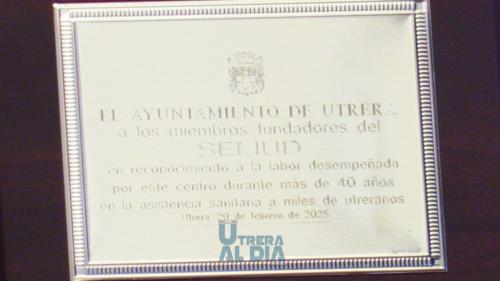 EL AYUNTAMIENTO DE UTRERA
a los miembros fundadores del
SEMUD
en reconocimiento a la labor desempeñada
por este centro durante más de 40 años
en la asistencia sanitaria a miles de utreranos.
Utrera, 20 de febrero de 2025
UTRERA
AL DÍA